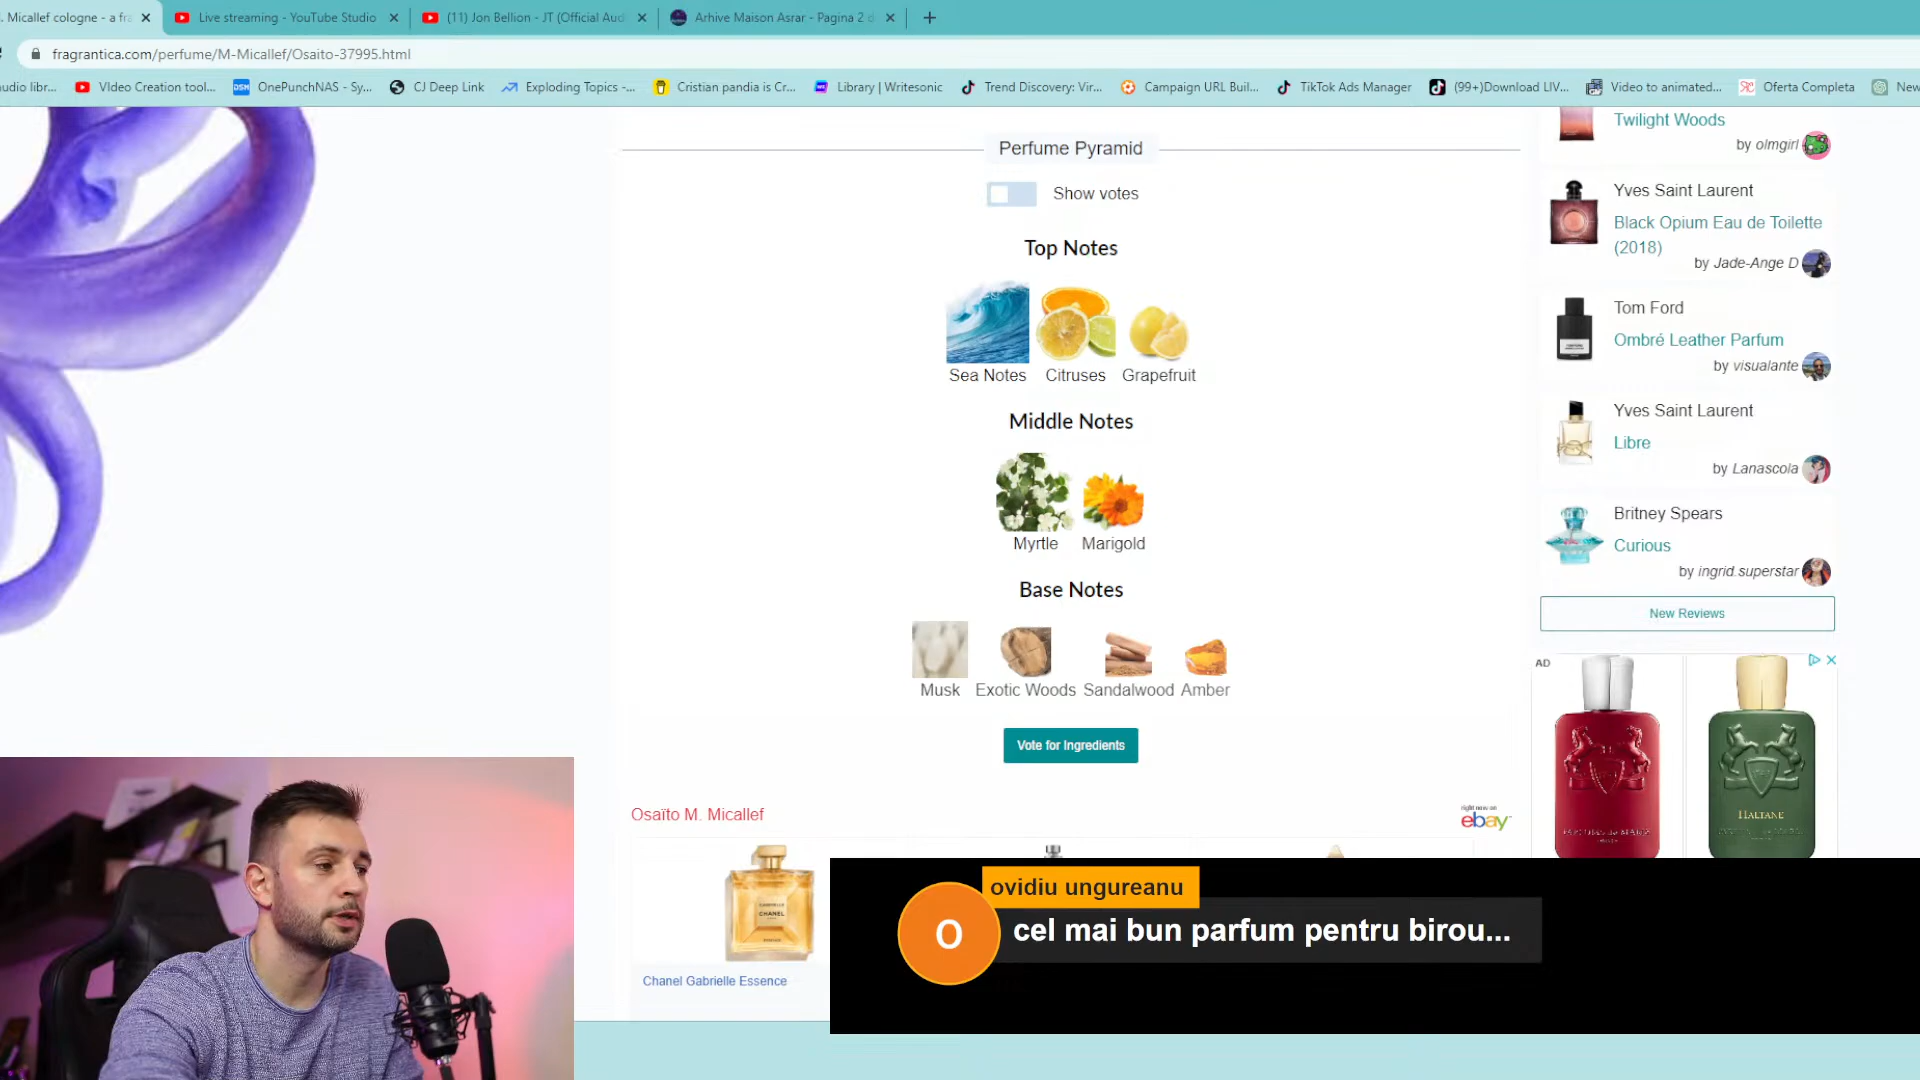 . Micallef cologne - a fra
Live streaming - YouTube Studio
(11) Jon Bellion - JT (Official Aud
Arhive Maison Asrar - Pagina 2 d
fragrantica.com/perfume/M-Micallef/Osaito-37995.html
udio libr...
VIdeo Creation tool...
OnePunchNAS - Sy...
CJ Deep Link
Exploding Topics -...
Cristian pandia is Cr...
Library | Writesonic
Trend Discovery: Vir...
Campaign URL Buil...
TikTok Ads Manager
(99+)Download LIV...
Video to animated...
Oferta Completa
New
Perfume Pyramid
Show votes
Top Notes
Sea Notes Citruses Grapefruit
Middle Notes
Myrtle Marigold
Base Notes
Musk Exotic Woods Sandalwood Amber
Vote for Ingredients
Osaïto M. Micallef
right now on
ebay
CHANEL
Chanel Gabrielle Essence
Twilight Woods
by olmgirl
Yves Saint Laurent
Black Opium Eau de Toilette
(2018)
by Jade-Ange D
Tom Ford
Ombré Leather Parfum
by visualante
Yves Saint Laurent
Libre
by Lanascola
Britney Spears
Curious
by ingrid.superstar
New Reviews
AD
HALTANE
ovidiu ungureanu
O
cel mai bun parfum pentru birou...